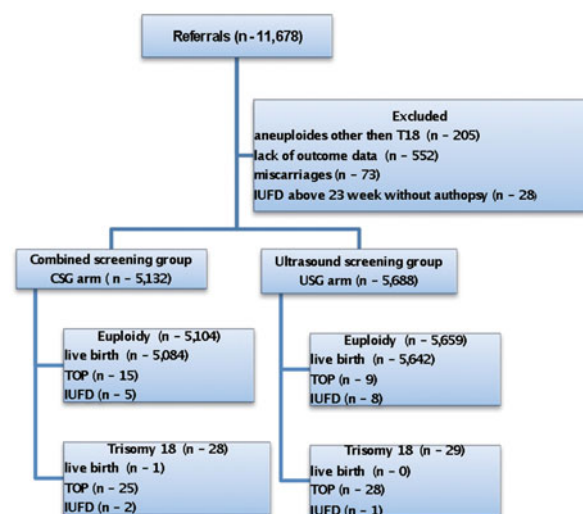 Referrals (n - 11,678)
Excluded
aneuploides other then T18 (n – 205)
lack of outcome data (n – 552)
miscarriages (n – 73)
IUFD above 23 week without authopsy (n – 28)
Combined screening group
CSG arm ( n – 5,132)
Ultrasound screening group
USG arm (n – 5,688)
Euploidy (n – 5,104)
live birth (n – 5,084)
TOP (n – 15)
IUFD (n – 5)
Euploidy (n – 5,659)
live birth (n – 5,642)
TOP (n – 9)
IUFD (n – 8)
Trisomy 18 (n – 28)
live birth (n – 1)
TOP (n – 25)
IUFD (n – 2)
Trisomy 18 (n – 29)
live birth (n – 0)
TOP (n – 28)
IUFD (n – 1)